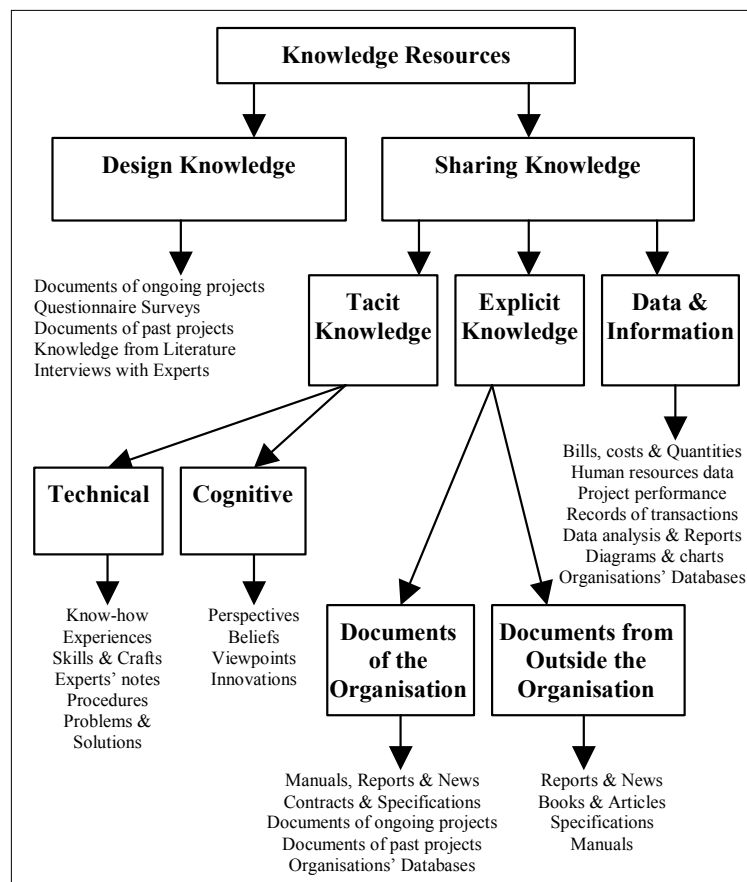 Knowledge Resources
Design Knowledge
Sharing Knowledge
Documents of ongoing projects
Questionnaire Surveys
Documents of past projects
Knowledge from Literature
Interviews with Experts
Tacit
Knowledge
Explicit
Knowledge
Data &
Information
Technical
Cognitive
Bills, costs & Quantities
Human resources data
Project performance
Records of transactions
Data analysis & Reports
Diagrams & charts
Organisations’ Databases
Know-how
Experiences
Skills & Crafts
Experts’ notes
Procedures
Problems &
Solutions
Perspectives
Beliefs
Viewpoints
Innovations
Documents
of the
Organisation
Documents from
Outside the
Organisation
Manuals, Reports & News
Contracts & Specifications
Documents of ongoing projects
Documents of past projects
Organisations’ Databases
Reports & News
Books & Articles
Specifications
Manuals